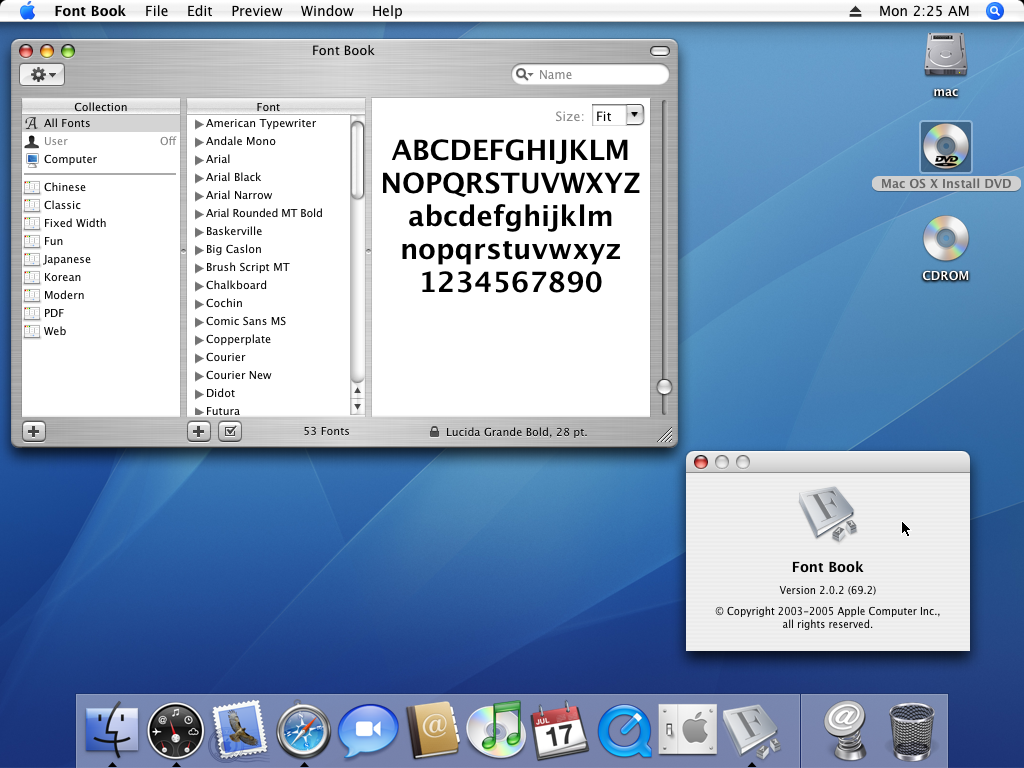 Font Book File Edit Preview Window Help Mon 2:25 AM
Font Book
Name
Collection
All Fonts
User Off
Computer
Chinese
Classic
Fixed Width
Fun
Japanese
Korean
Modern
PDF
Web
Font
American Typewriter
Andale Mono
Arial
Arial Black
Arial Narrow
Arial Rounded MT Bold
Baskerville
Big Caslon
Brush Script MT
Chalkboard
Cochin
Comic Sans MS
Copperplate
Courier
Courier New
Didot
Futura
Size: Fit
ABCDEFGHIJKLM
NOPQRSTUVWXYZ
abcdefghijklm
nopqrstuvwxyz
1234567890
53 Fonts
Lucida Grande Bold, 28 pt.
mac
DVD
Mac OS X Install DVD
CDROM
F
Font Book
Version 2.0.2 (69.2)
© Copyright 2003-2005 Apple Computer Inc.,
all rights reserved.
@
JUL
17
F
@